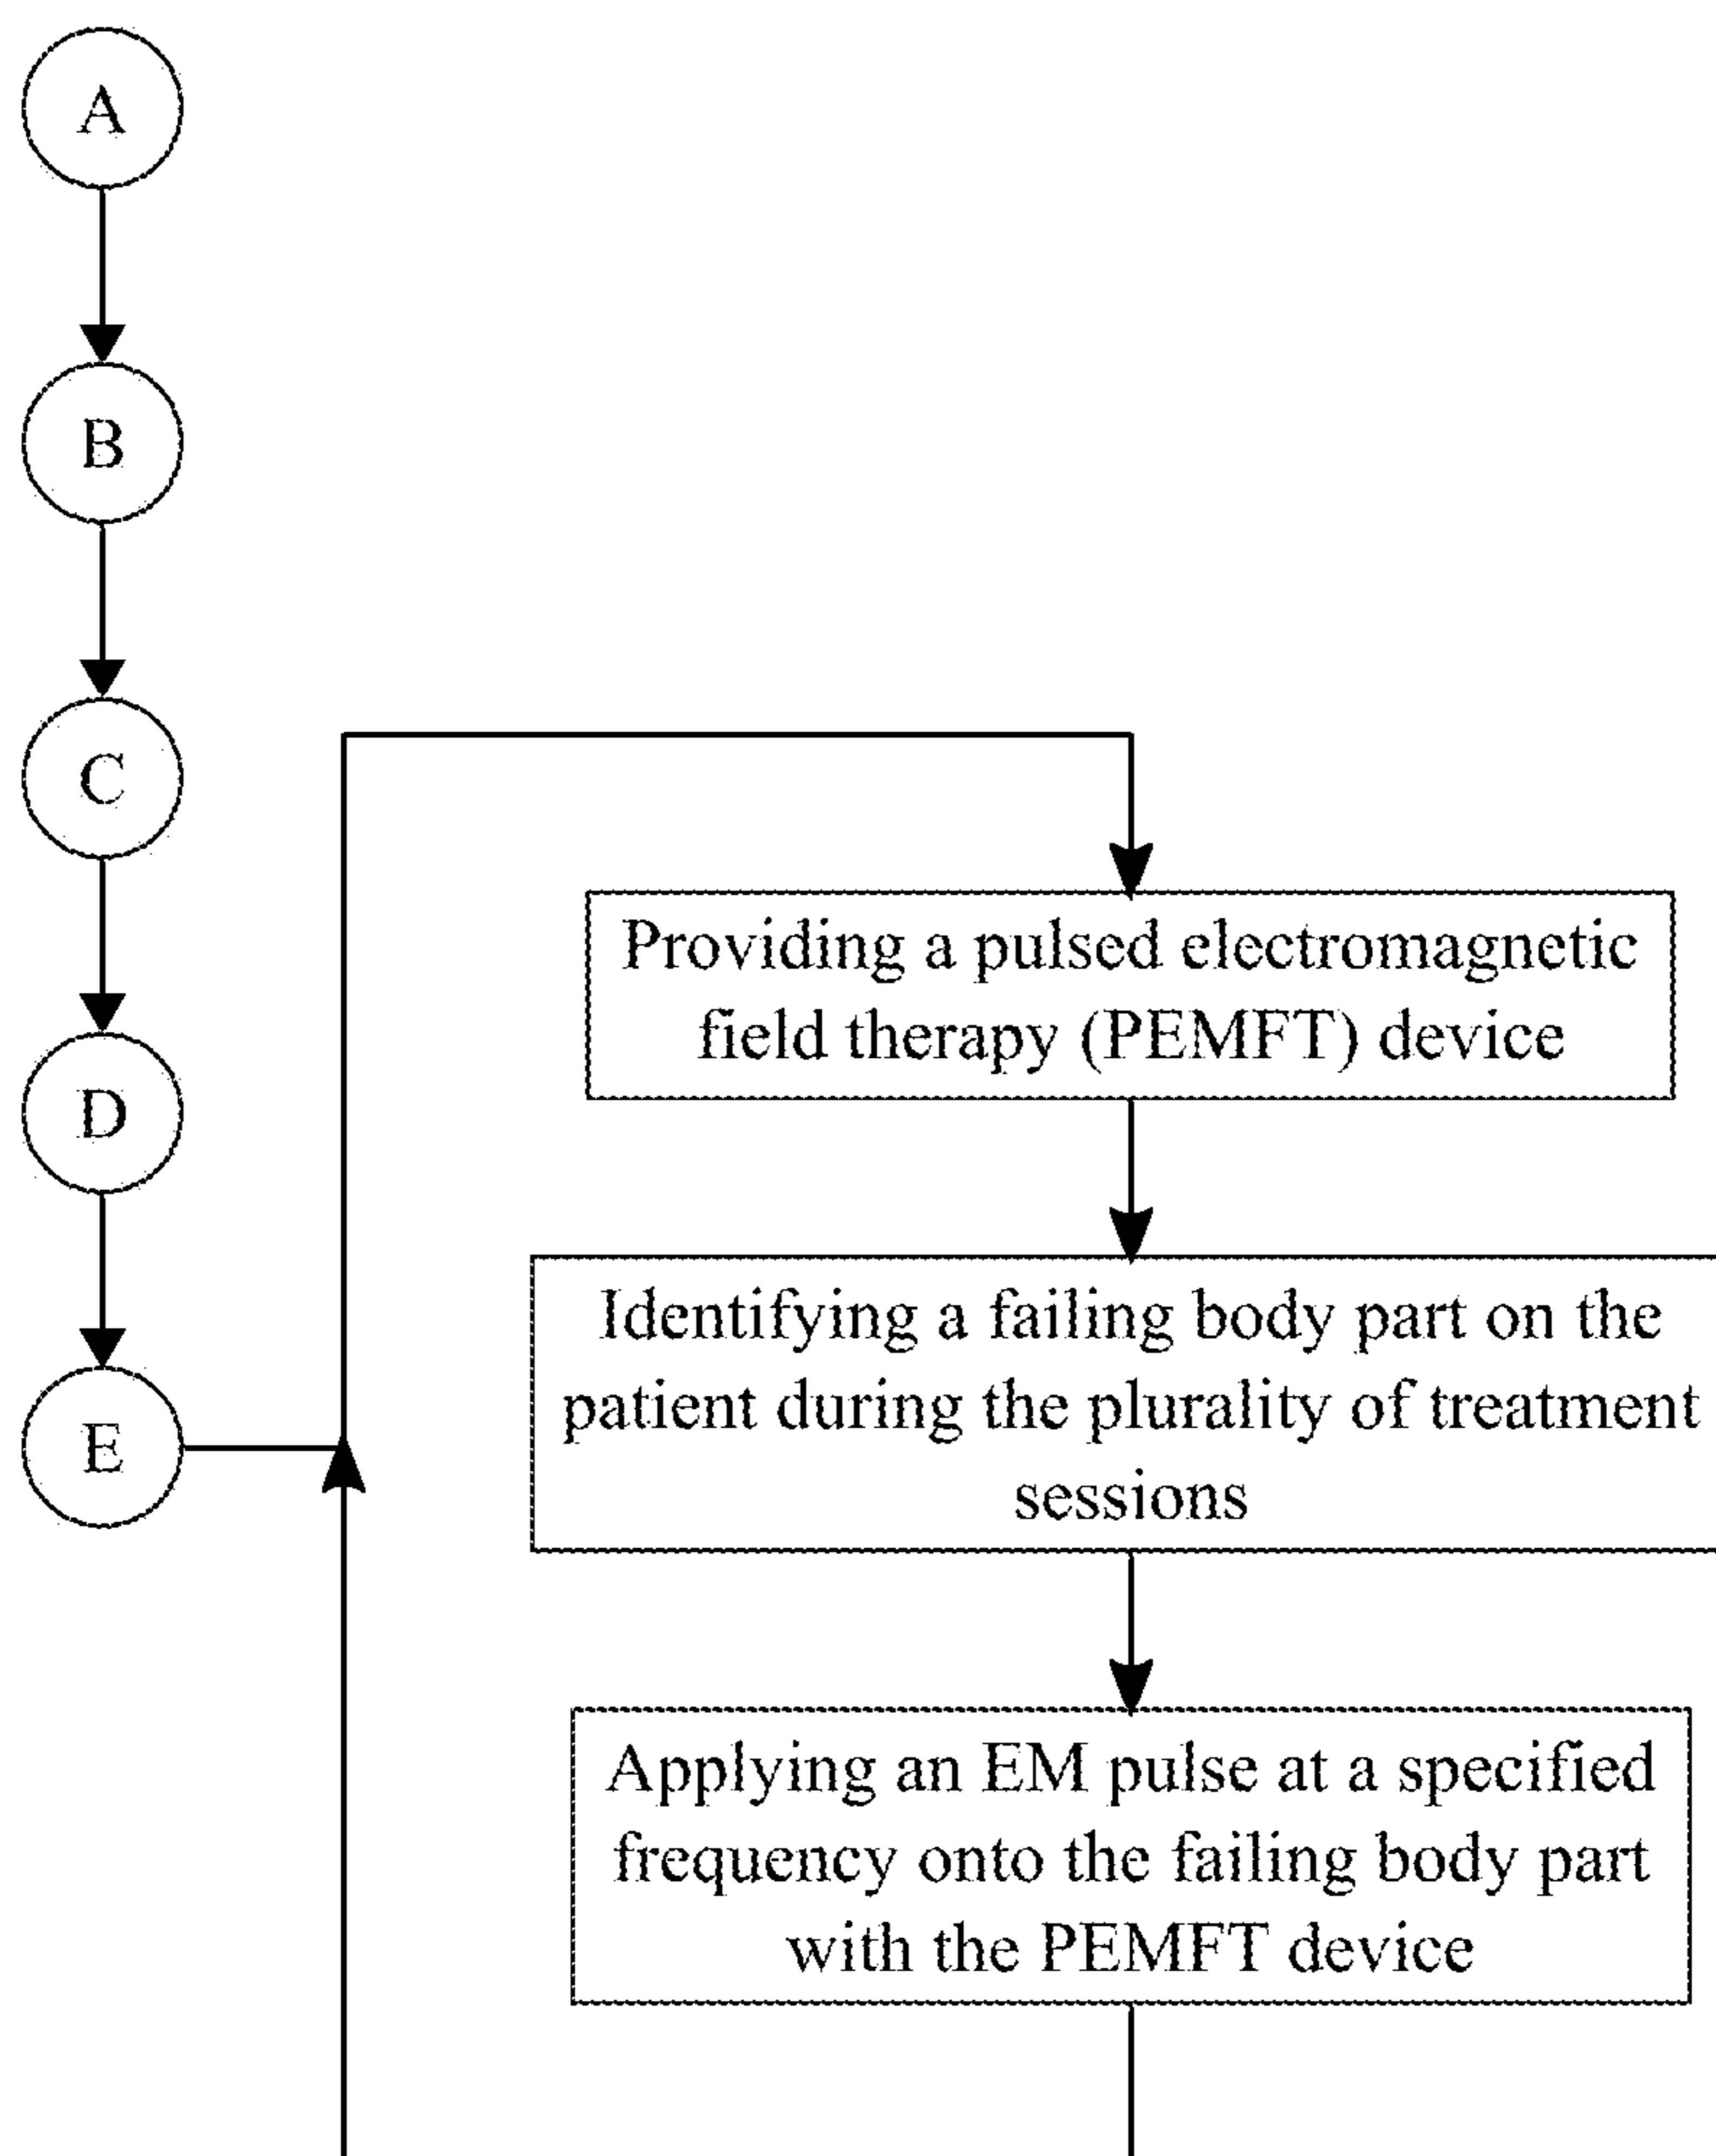 A
B
C
D
E
Providing a pulsed electromagnetic
field therapy (PEMFT) device
Identifying a failing body part on the
patient during the plurality of treatment
sessions
Applying an EM pulse at a specified
frequency onto the failing body part
with the PEMFT device